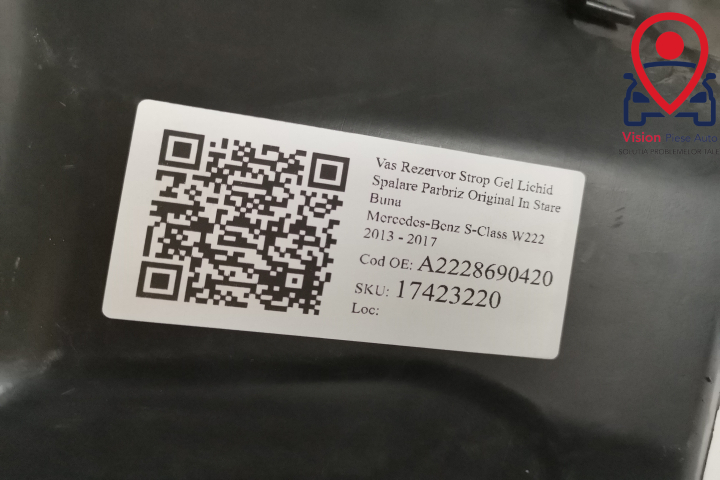 Vas Rezervor Strop Gel Lichid
Spalare Parbriz Original In Stare
Buna
Mercedes-Benz S-Class W222
2013 - 2017
Cod OE: A2228690420
SKU: 17423220
Loc:
Vision Piese Auto